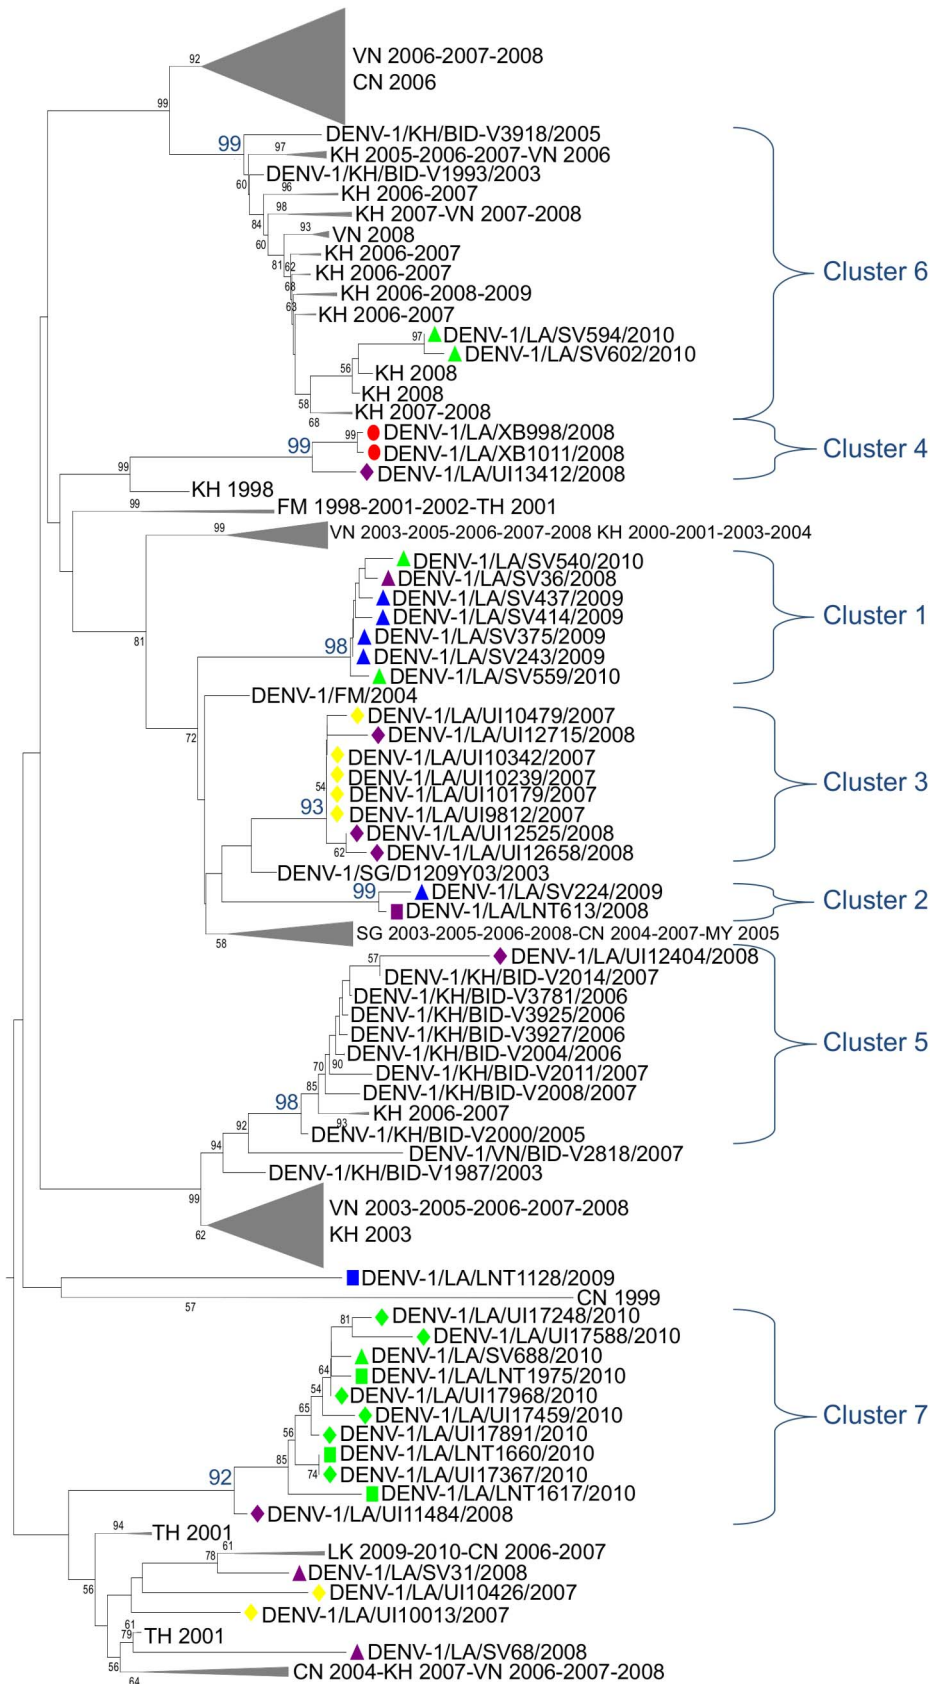 92
VN 2006-2007-2008
CN 2006
99
99
DENV-1/KH/BID-V3918/2005
97
KH 2005-2006-2007-VN 2006
DENV-1/KH/BID-V1993/2003
60
96
KH 2006-2007
98
KH 2007-VN 2007-2008
84
93
VN 2008
60
KH 2006-2007
81
62
KH 2006-2007
Cluster 6
68
KH 2006-2008-2009
63
KH 2006-2007
97
DENV-1/LA/SV594/2010
DENV-1/LA/SV602/2010
56
KH 2008
KH 2008
58
KH 2007-2008
68
99
DENV-1/LA/XB998/2008
99
DENV-1/LA/XB1011/2008
Cluster 4
99
DENV-1/LA/UI13412/2008
KH 1998
99
FM 1998-2001-2002-TH 2001
99
VN 2003-2005-2006-2007-2008 KH 2000-2001-2003-2004
DENV-1/LA/SV540/2010
DENV-1/LA/SV36/2008
DENV-1/LA/SV437/2009
DENV-1/LA/SV414/2009
Cluster 1
81
98
DENV-1/LA/SV375/2009
DENV-1/LA/SV243/2009
DENV-1/LA/SV559/2010
DENV-1/FM/2004
72
DENV-1/LA/UI10479/2007
DENV-1/LA/UI12715/2008
DENV-1/LA/UI10342/2007
DENV-1/LA/UI10239/2007
Cluster 3
54
DENV-1/LA/UI10179/2007
93
DENV-1/LA/UI9812/2007
DENV-1/LA/UI12525/2008
62
DENV-1/LA/UI12658/2008
DENV-1/SG/D1209Y03/2003
99
DENV-1/LA/SV224/2009
Cluster 2
DENV-1/LA/LNT613/2008
58
SG 2003-2005-2006-2008-CN 2004-2007-MY 2005
57
DENV-1/LA/UI12404/2008
DENV-1/KH/BID-V2014/2007
DENV-1/KH/BID-V3781/2006
DENV-1/KH/BID-V3925/2006
DENV-1/KH/BID-V3927/2006
Cluster 5
DENV-1/KH/BID-V2004/2006
70
90
DENV-1/KH/BID-V2011/2007
85
DENV-1/KH/BID-V2008/2007
98
KH 2006-2007
93
92
DENV-1/KH/BID-V2000/2005
94
DENV-1/VN/BID-V2818/2007
DENV-1/KH/BID-V1987/2003
99
VN 2003-2005-2006-2007-2008
62
KH 2003
DENV-1/LA/LNT1128/2009
57
CN 1999
81
DENV-1/LA/UI17248/2010
DENV-1/LA/UI17588/2010
DENV-1/LA/SV688/2010
64
DENV-1/LA/LNT1975/2010
54
DENV-1/LA/UI17968/2010
65
DENV-1/LA/UI17459/2010
Cluster 7
56
DENV-1/LA/UI17891/2010
DENV-1/LA/LNT1660/2010
85
74
DENV-1/LA/UI17367/2010
92
DENV-1/LA/LNT1617/2010
DENV-1/LA/UI11484/2008
94
TH 2001
61
LK 2009-2010-CN 2006-2007
78
DENV-1/LA/SV31/2008
56
DENV-1/LA/UI10426/2007
DENV-1/LA/UI10013/2007
61
79
TH 2001
DENV-1/LA/SV68/2008
56
CN 2004-KH 2007-VN 2006-2007-2008
64